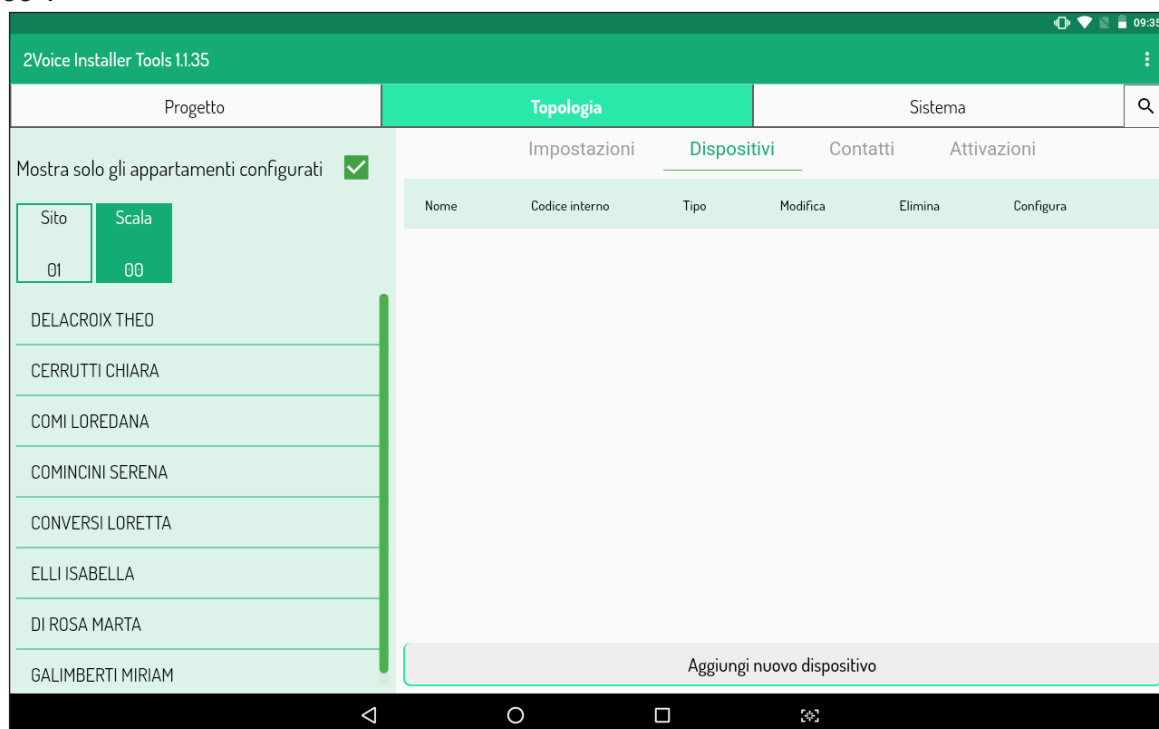 09:35
2Voice Installer Tools 1.1.35
Progetto Topologia Sistema
Impostazioni Dispositivi Contatti Attivazioni
Mostra solo gli appartamenti configurati
Nome Codice interno Tipo Modifica Elimina Configura
Sito Scala
01 00
DELACROIX THEO
CERRUTTI CHIARA
COMI LOREDANA
COMINCINI SERENA
CONVERSI LORETTA
ELLI ISABELLA
DI ROSA MARTA
GALIMBERTI MIRIAM
Aggiungi nuovo dispositivo